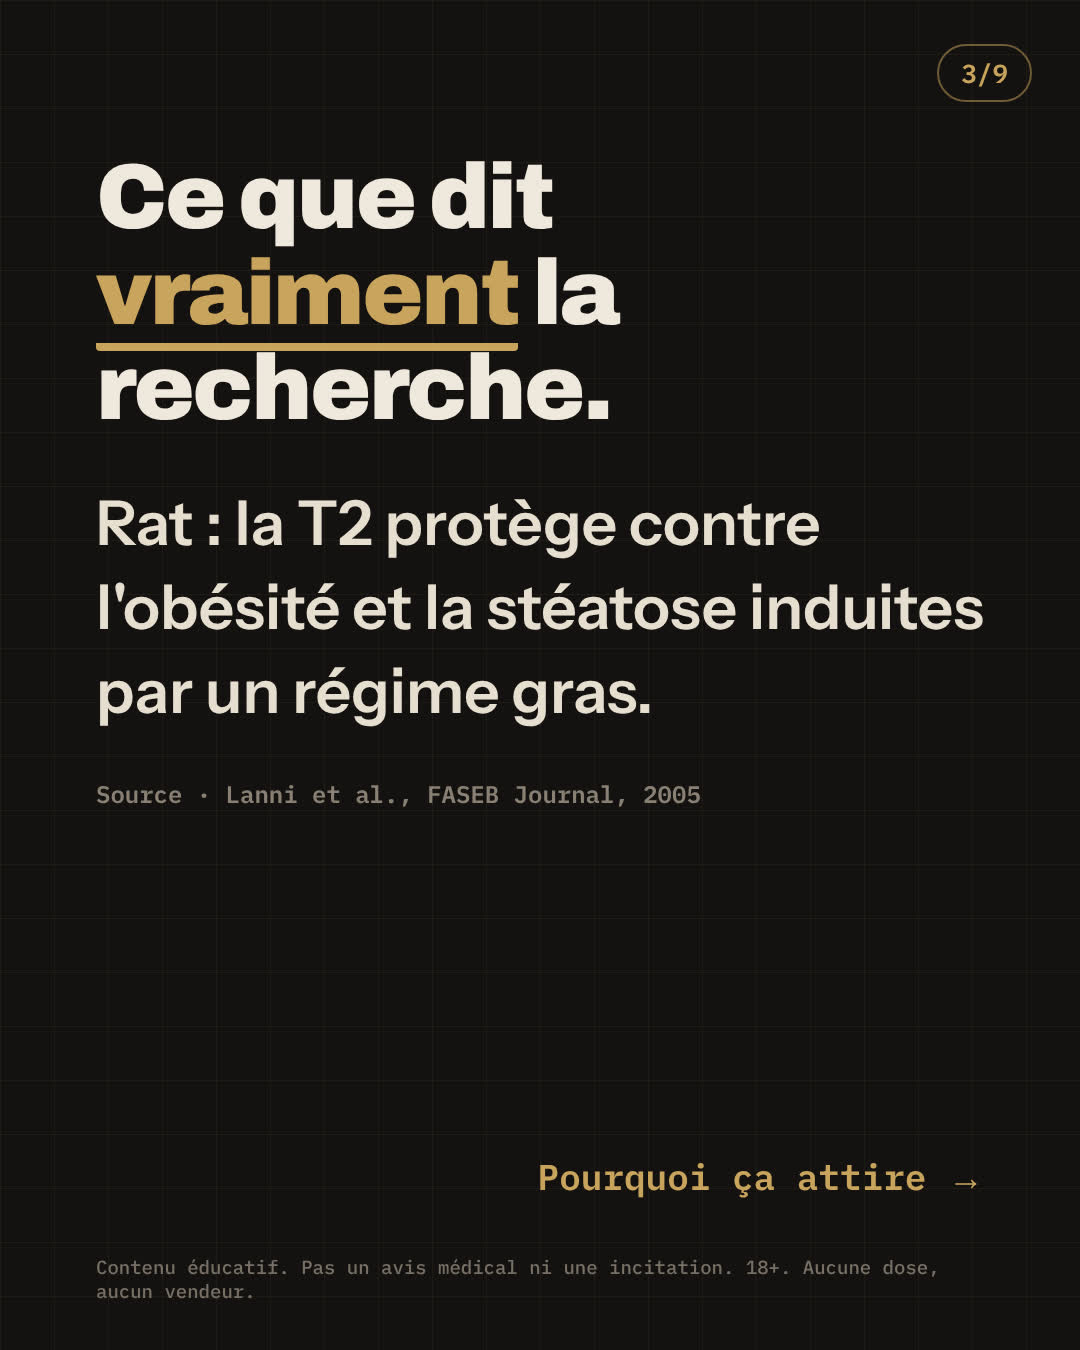 3/9
Ce que dit
vraiment la
recherche.
Rat : la T2 protège contre
l'obésité et la stéatose induites
par un régime gras.
Source · Lanni et al., FASEB Journal, 2005
Pourquoi ça attire →
Contenu éducatif. Pas un avis médical ni une incitation. 18+. Aucune dose,
aucun vendeur.